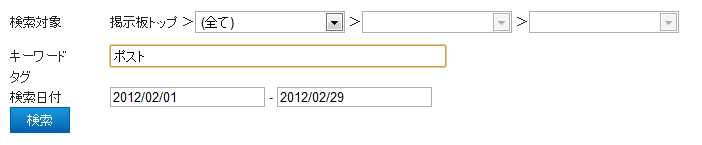 検索対象 掲示板トップ > (全て) > >
キーワード ポスト
タグ
検索日付 2012/02/01 - 2012/02/29
検索